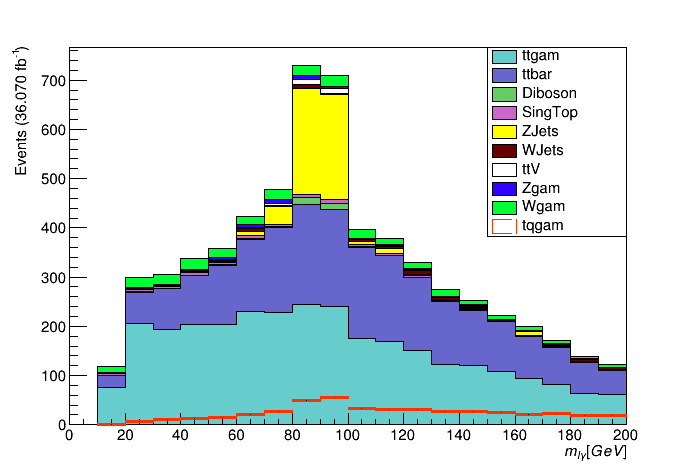 Events (36.070 fb⁻¹)
700
600
500
400
300
200
100
0
0 20 40 60 80 100 120 140 160 180 200
m_lγ[GeV]
ttgam
ttbar
Diboson
SingTop
ZJets
WJets
ttV
Zgam
Wgam
tqgam